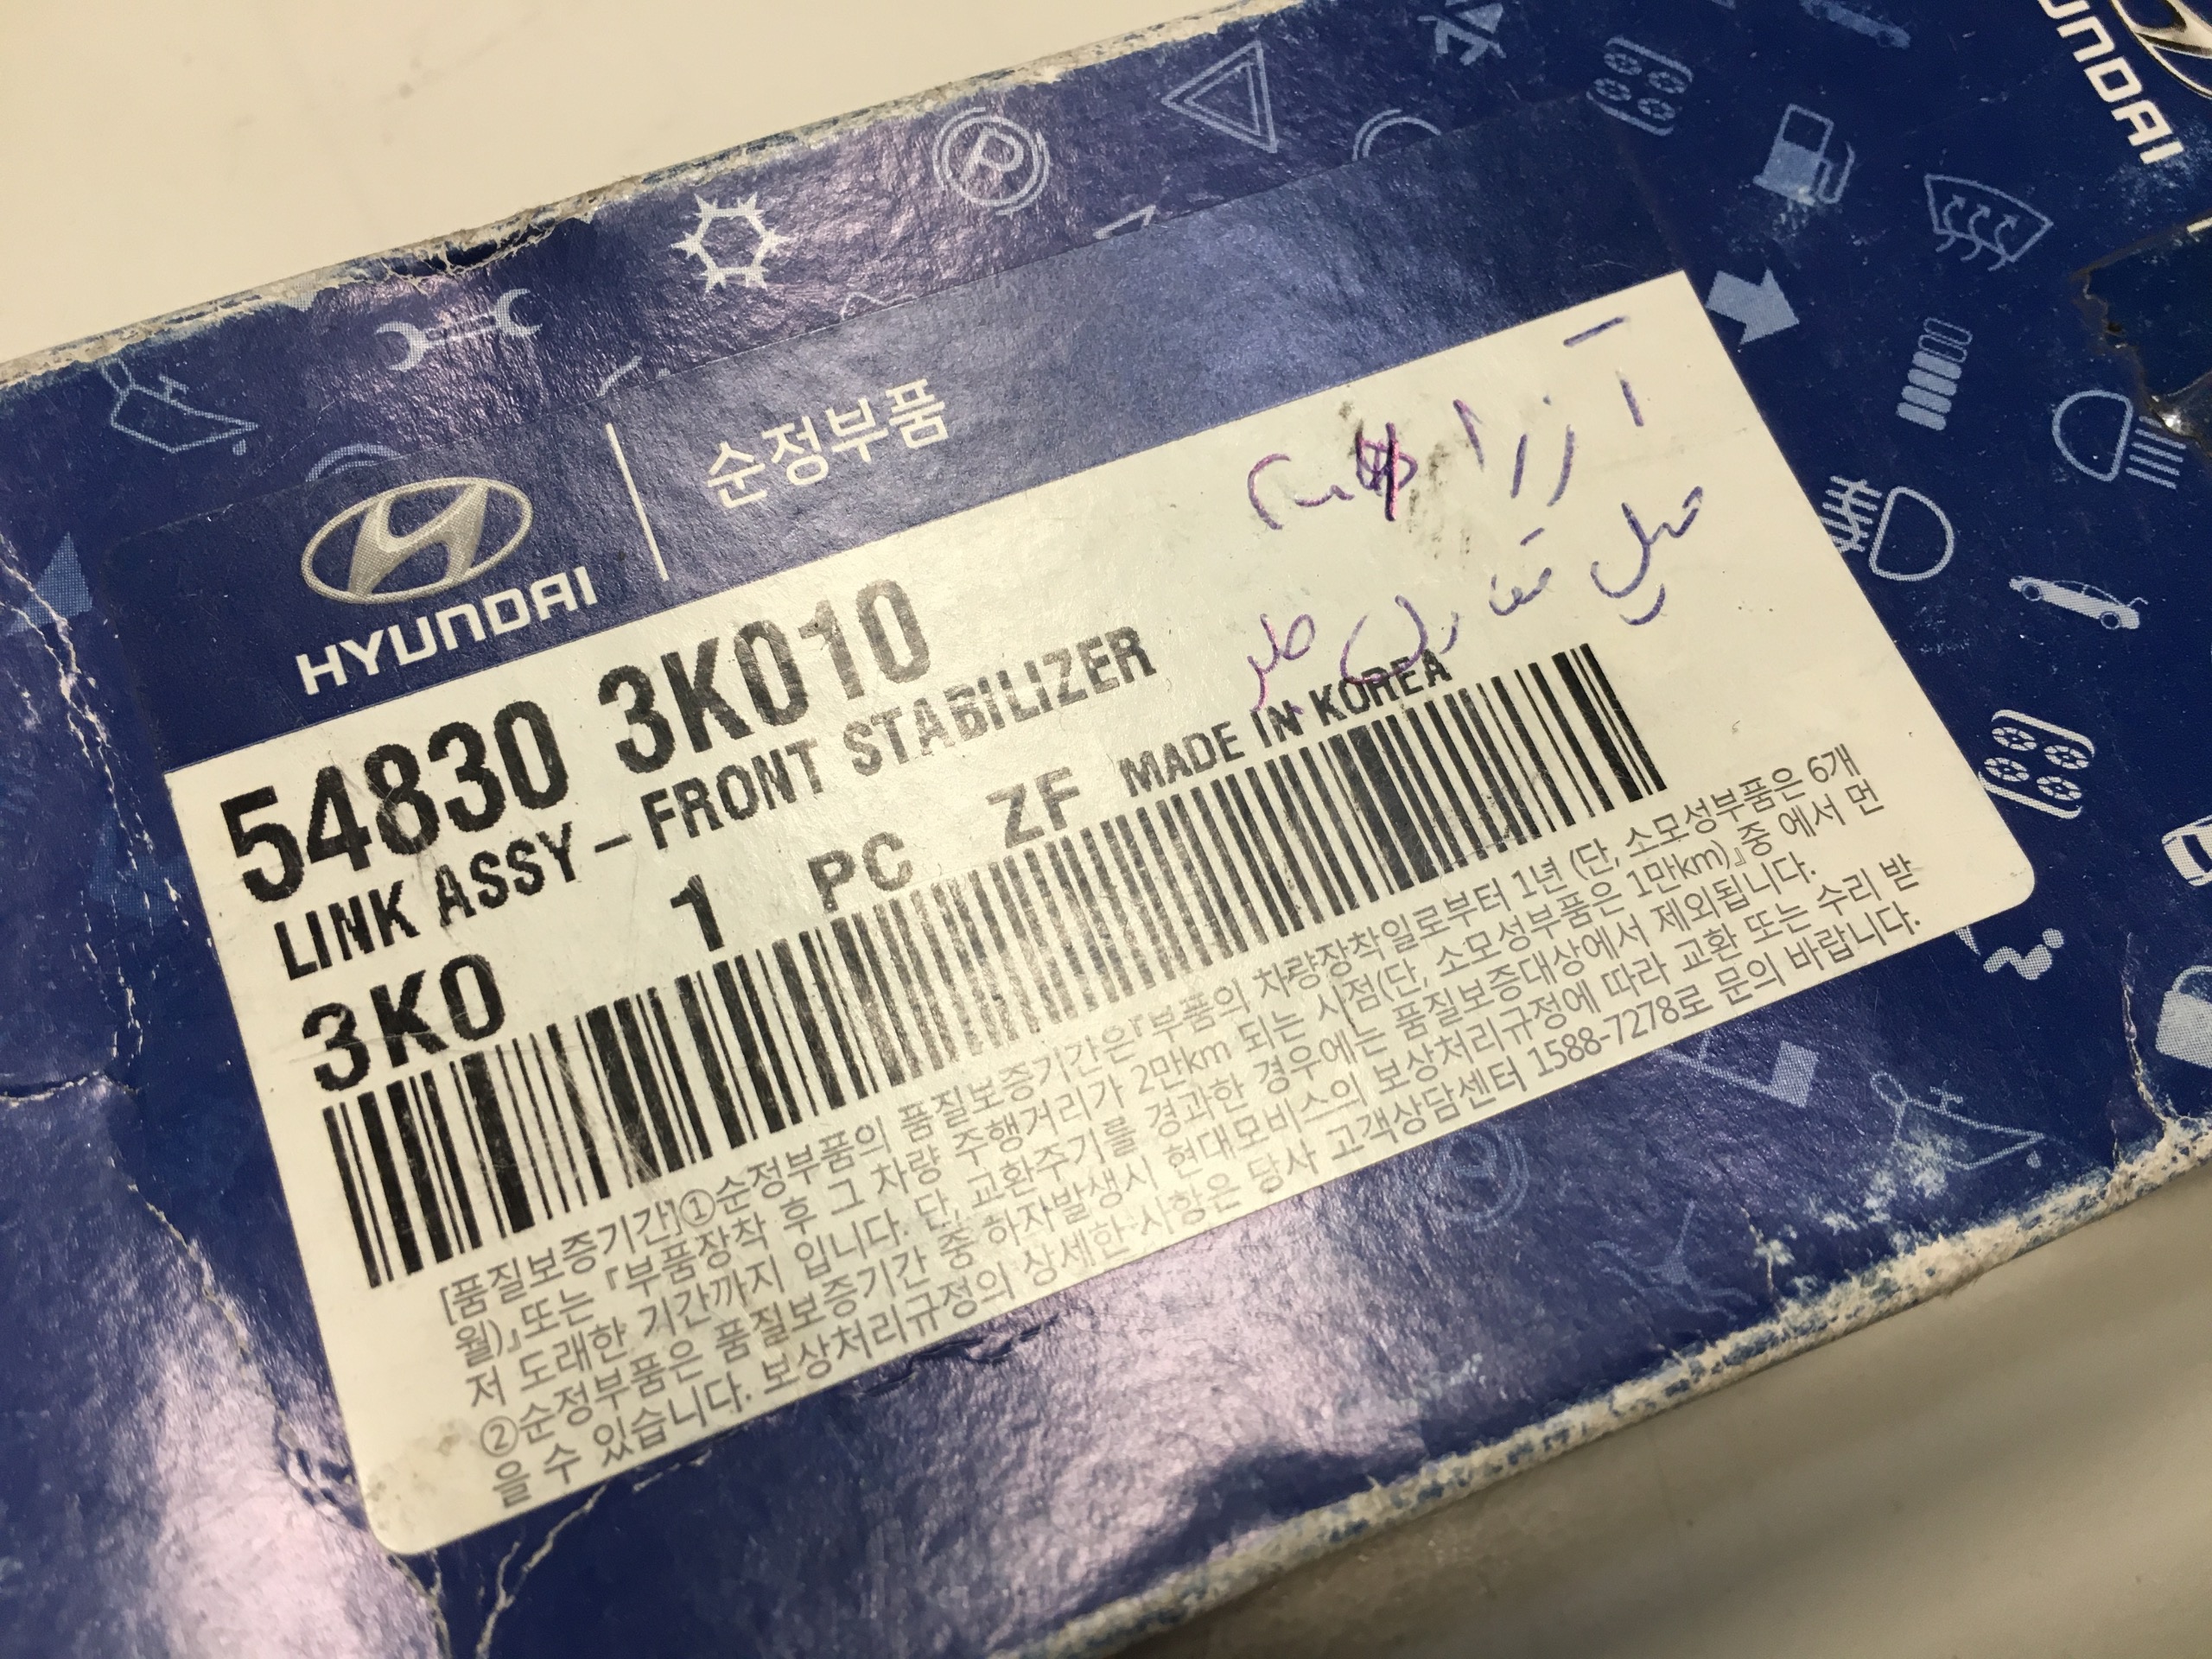 HYUNDAI
HYUNDAI
순정부품
آزرا
میل تعادل جلو
54830 3K010
LINK ASSY-FRONT STABILIZER
3K0 1 PC ZF MADE IN KOREA
[품질보증기간]①순정부품의 품질보증기간은『부품의 차량장착일로부터 1년 (단, 소모성부품은 6개
월)』또는 『부품장착 후 그 차량 주행거리가 2만km 되는 시점(단, 소모성부품은 1만km)』중 에서 먼
저 도래한 기간까지 입니다. 단, 교환주기를 경과한 경우에는 품질보증대상에서 제외됩니다.
②순정부품은 품질보증기간 중 하자발생시 현대모비스의 보상처리규정에 따라 교환 또는 수리 받
을 수 있습니다. 보상처리규정의 상세한 사항은 당사 고객상담센터 1588-7278로 문의 바랍니다.